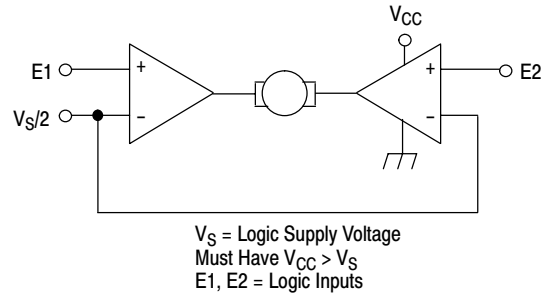 V_CC
E1
+
-
V_S/2
+
-
E2
V_S = Logic Supply Voltage
Must Have V_CC > V_S
E1, E2 = Logic Inputs